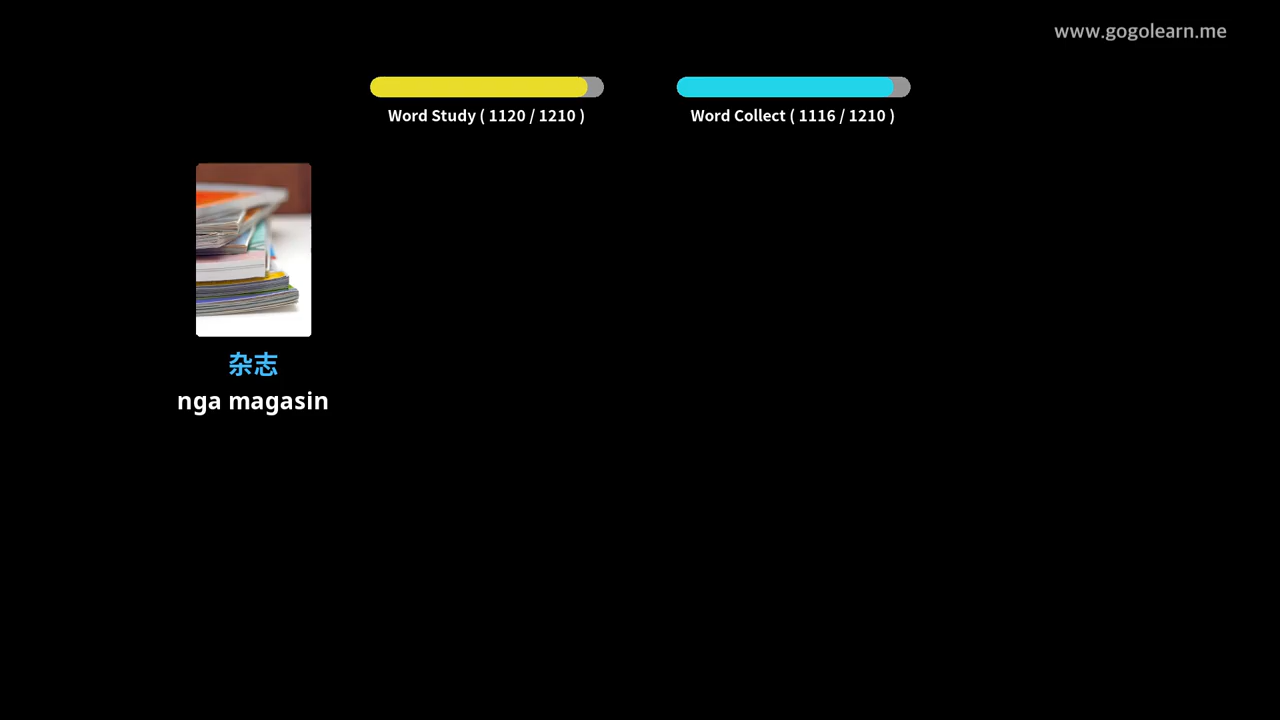 www.gogolearn.me
Word Study ( 1120 / 1210 )
Word Collect ( 1116 / 1210 )
杂志
nga magasin